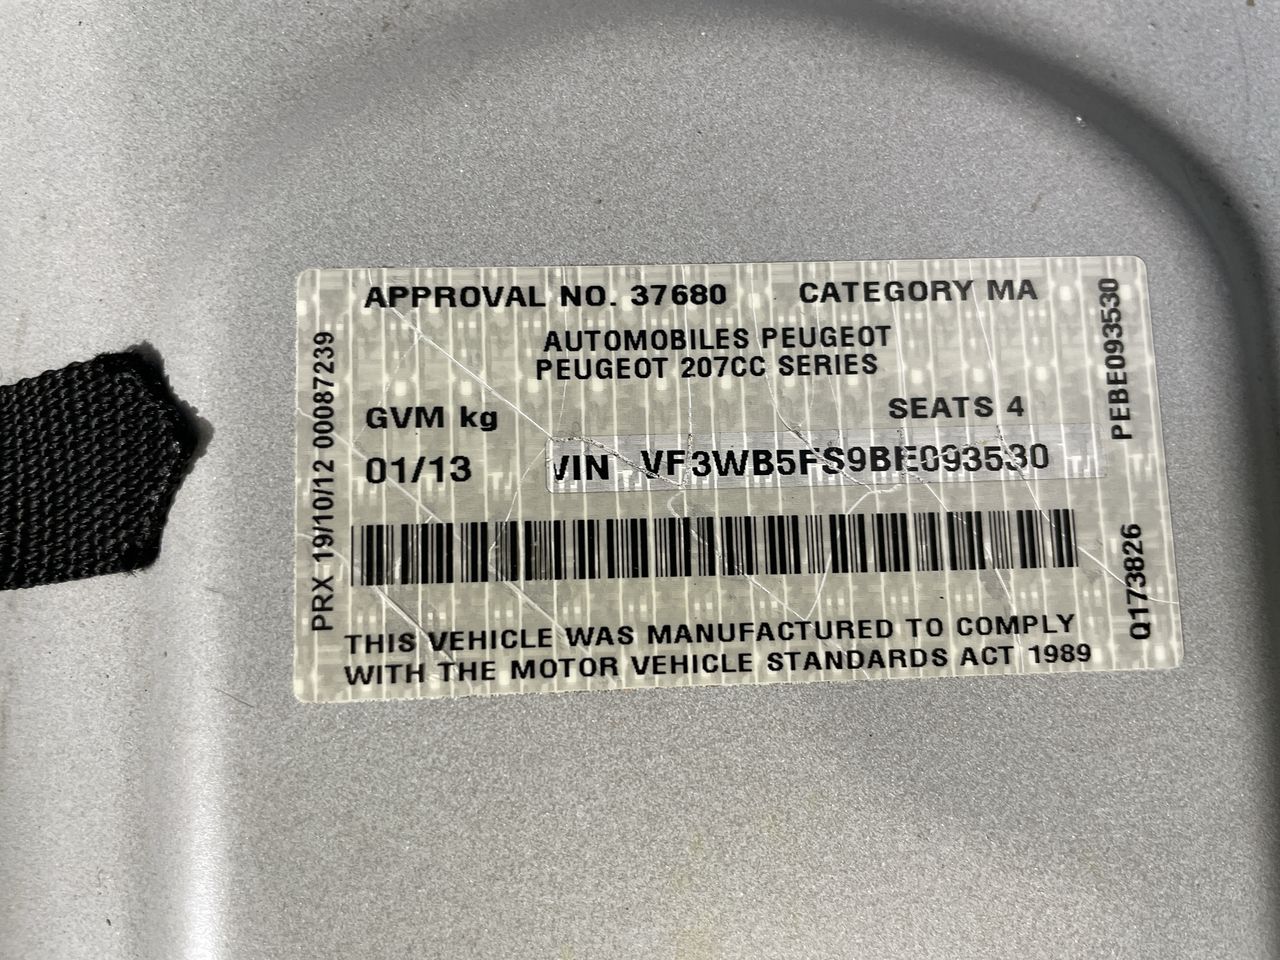 APPROVAL NO. 37680 CATEGORY MA
AUTOMOBILES PEUGEOT
PEUGEOT 207CC SERIES
GVM kg SEATS 4
01/13 VIN VF3WB5FS9BE093530
THIS VEHICLE WAS MANUFACTURED TO COMPLY
WITH THE MOTOR VEHICLE STANDARDS ACT 1989
PRX 19/10/12 00087239
PEBE093530
Q173826